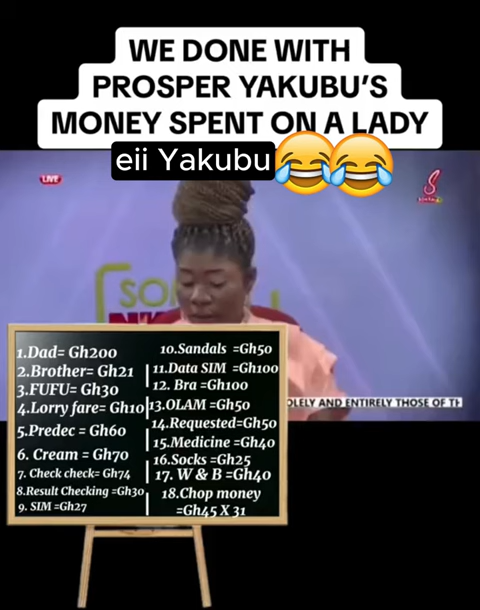 WE DONE WITH
PROSPER YAKUBU'S
MONEY SPENT ON A LADY
eii Yakubu😂😂
LIVE
1.Dad= Gh200
2.Brother= Gh21
3.FUFU= Gh30
4.Lorry fare= Gh10
5.Predec = Gh60
6. Cream = Gh70
7. Check check= Gh74
8.Result Checking =Gh30
9. SIM =Gh27
10.Sandals =Gh50
11.Data SIM =Gh100
12. Bra =Gh100
13.OLAM =Gh50
14.Requested=Gh50
15.Medicine =Gh40
16.Socks =Gh25
17. W & B =Gh40
18.Chop money
=Gh45 X 31
OLELY AND ENTIRELY THOSE OF